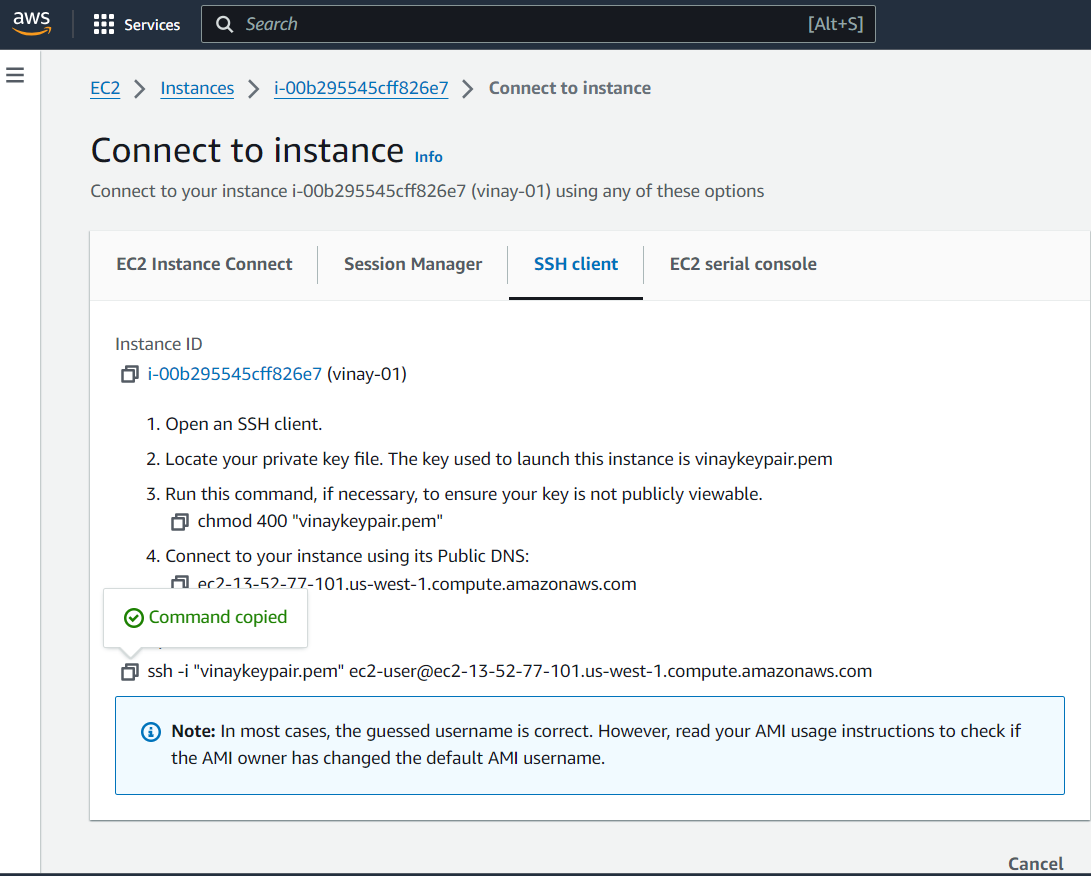 aws
Services
Search
[Alt+S]
EC2 > Instances > i-00b295545cff826e7 > Connect to instance
Connect to instance Info
Connect to your instance i-00b295545cff826e7 (vinay-01) using any of these options
EC2 Instance Connect
Session Manager
SSH client
EC2 serial console
Instance ID
i-00b295545cff826e7 (vinay-01)
1. Open an SSH client.
2. Locate your private key file. The key used to launch this instance is vinaykeypair.pem
3. Run this command, if necessary, to ensure your key is not publicly viewable.
chmod 400 "vinaykeypair.pem"
4. Connect to your instance using its Public DNS:
ec2-13-52-77-101.us-west-1.compute.amazonaws.com
Command copied
ssh -i "vinaykeypair.pem" ec2-user@ec2-13-52-77-101.us-west-1.compute.amazonaws.com
Note: In most cases, the guessed username is correct. However, read your AMI usage instructions to check if
the AMI owner has changed the default AMI username.
Cancel